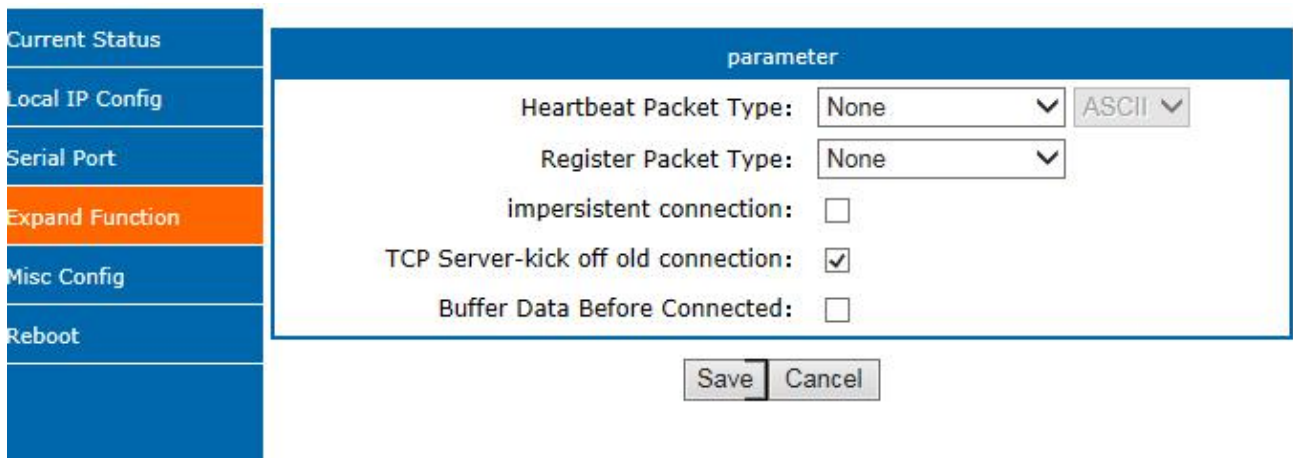 Current Status
Local IP Config
Serial Port
Expand Function
Misc Config
Reboot
parameter
Heartbeat Packet Type: None ASCII
Register Packet Type: None
impersistent connection:
TCP Server-kick off old connection:
Buffer Data Before Connected:
Save Cancel